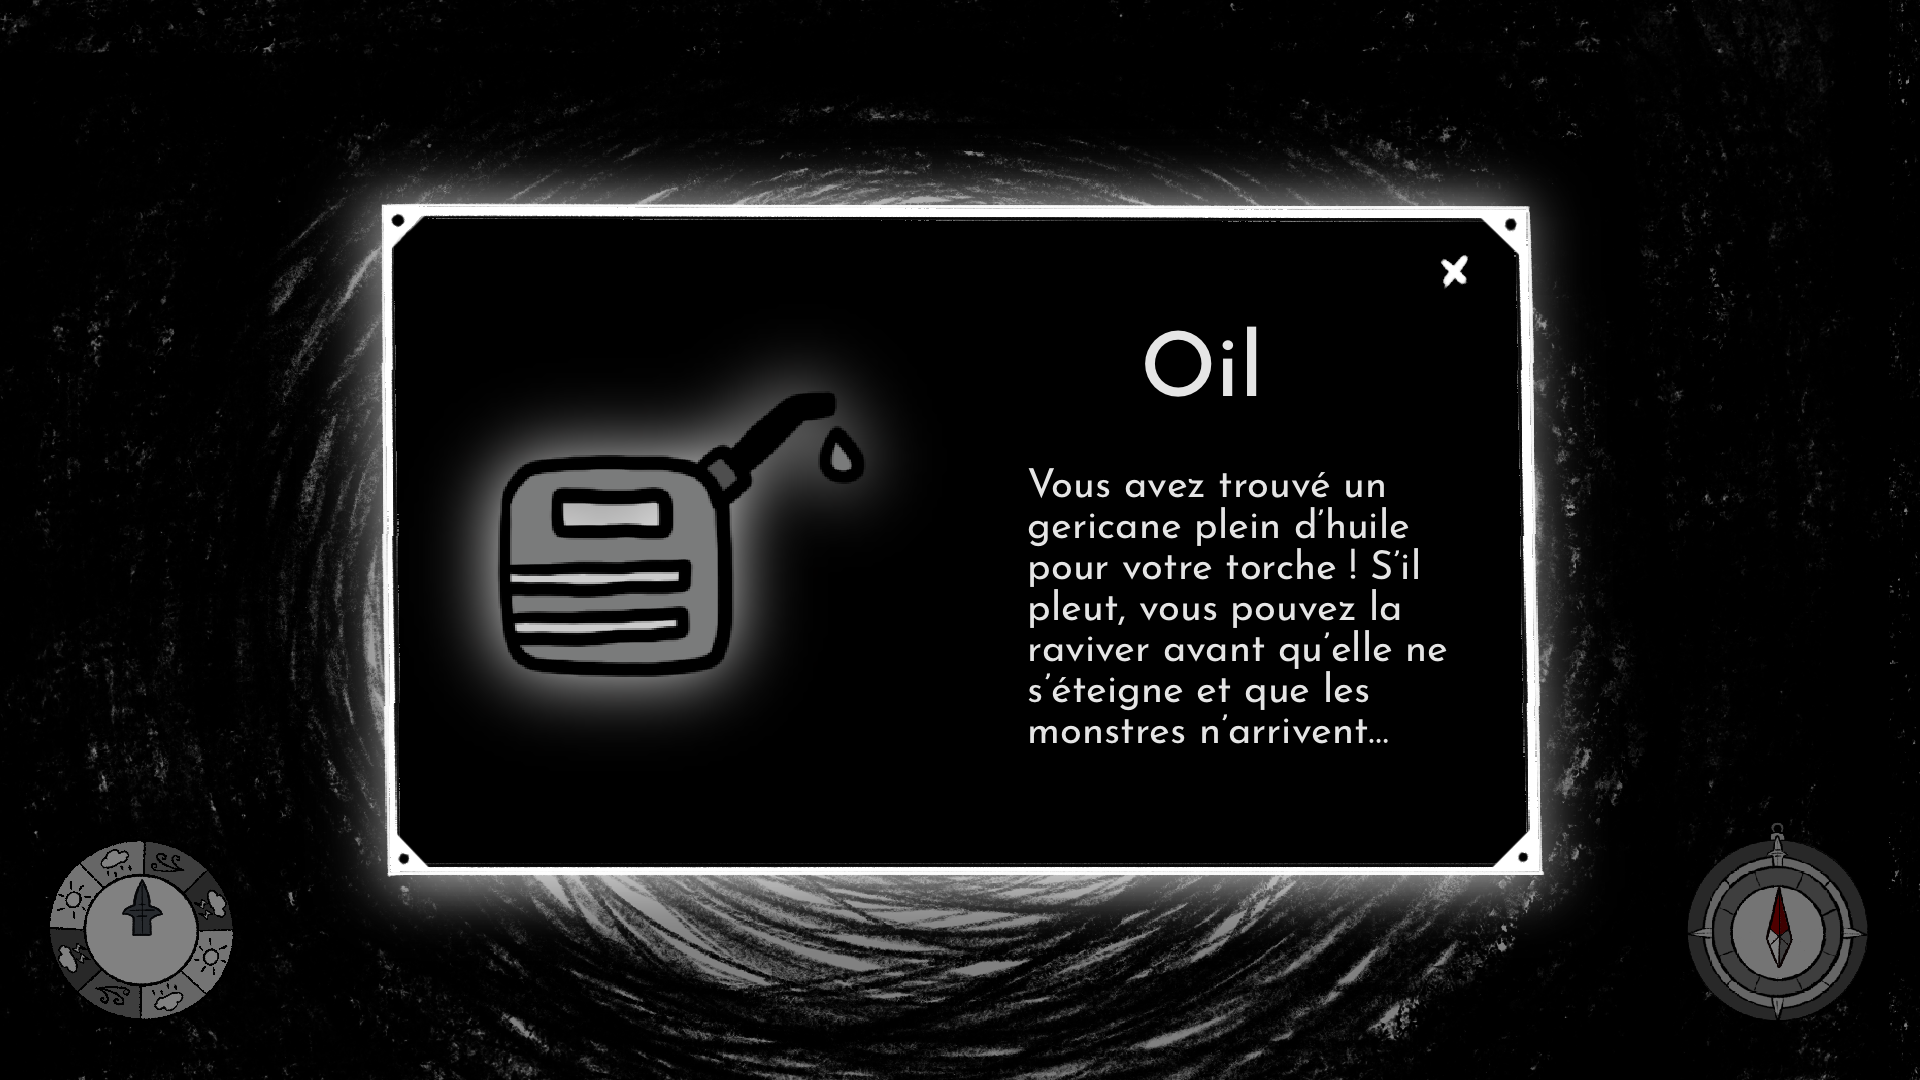 Oil
Vous avez trouvé un
gericane plein d'huile
pour votre torche ! S'il
pleut, vous pouvez la
raviver avant qu'elle ne
s'éteigne et que les
monstres n'arrivent...